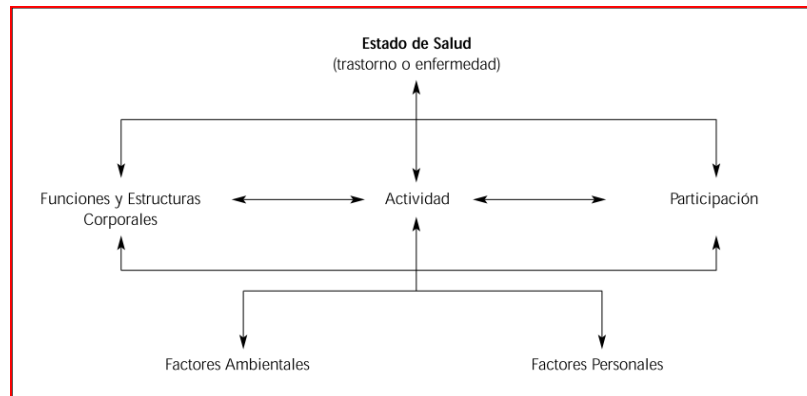 Estado de Salud
(trastorno o enfermedad)
Funciones y Estructuras
Corporales
Actividad
Participación
Factores Ambientales
Factores Personales